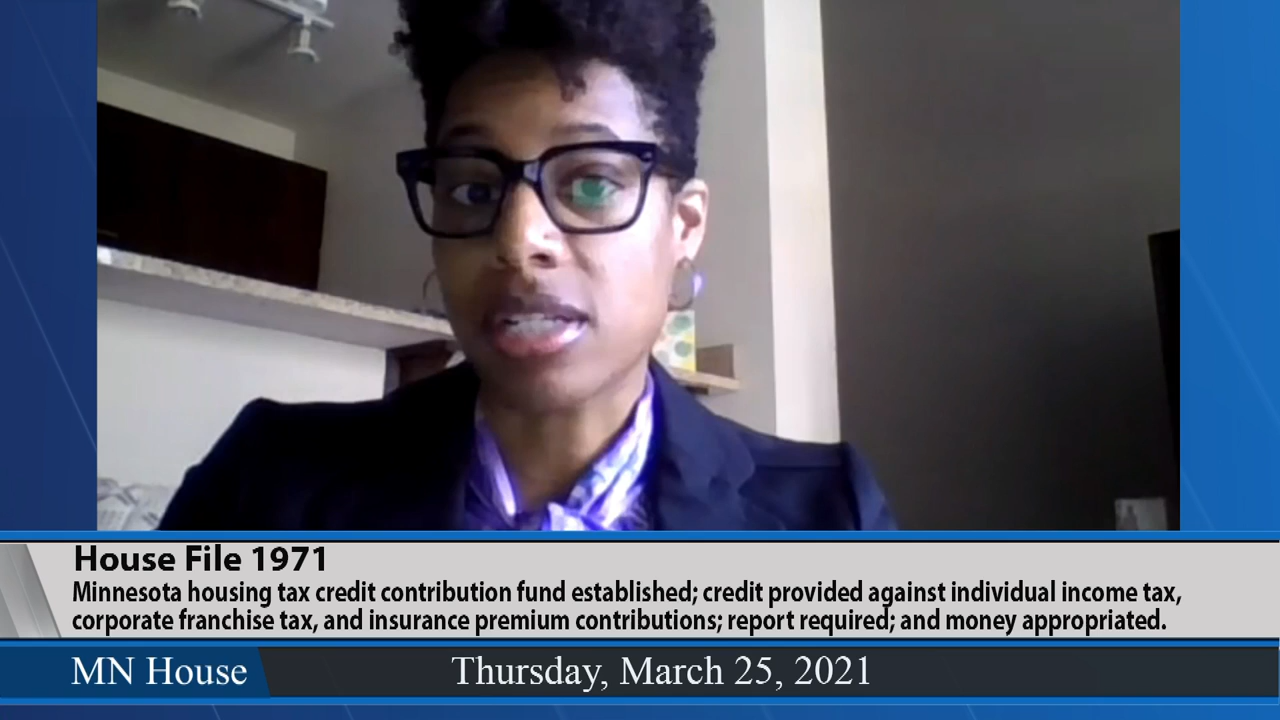 House File 1971
Minnesota housing tax credit contribution fund established; credit provided against individual income tax,
corporate franchise tax, and insurance premium contributions; report required; and money appropriated.
MN House
Thursday, March 25, 2021